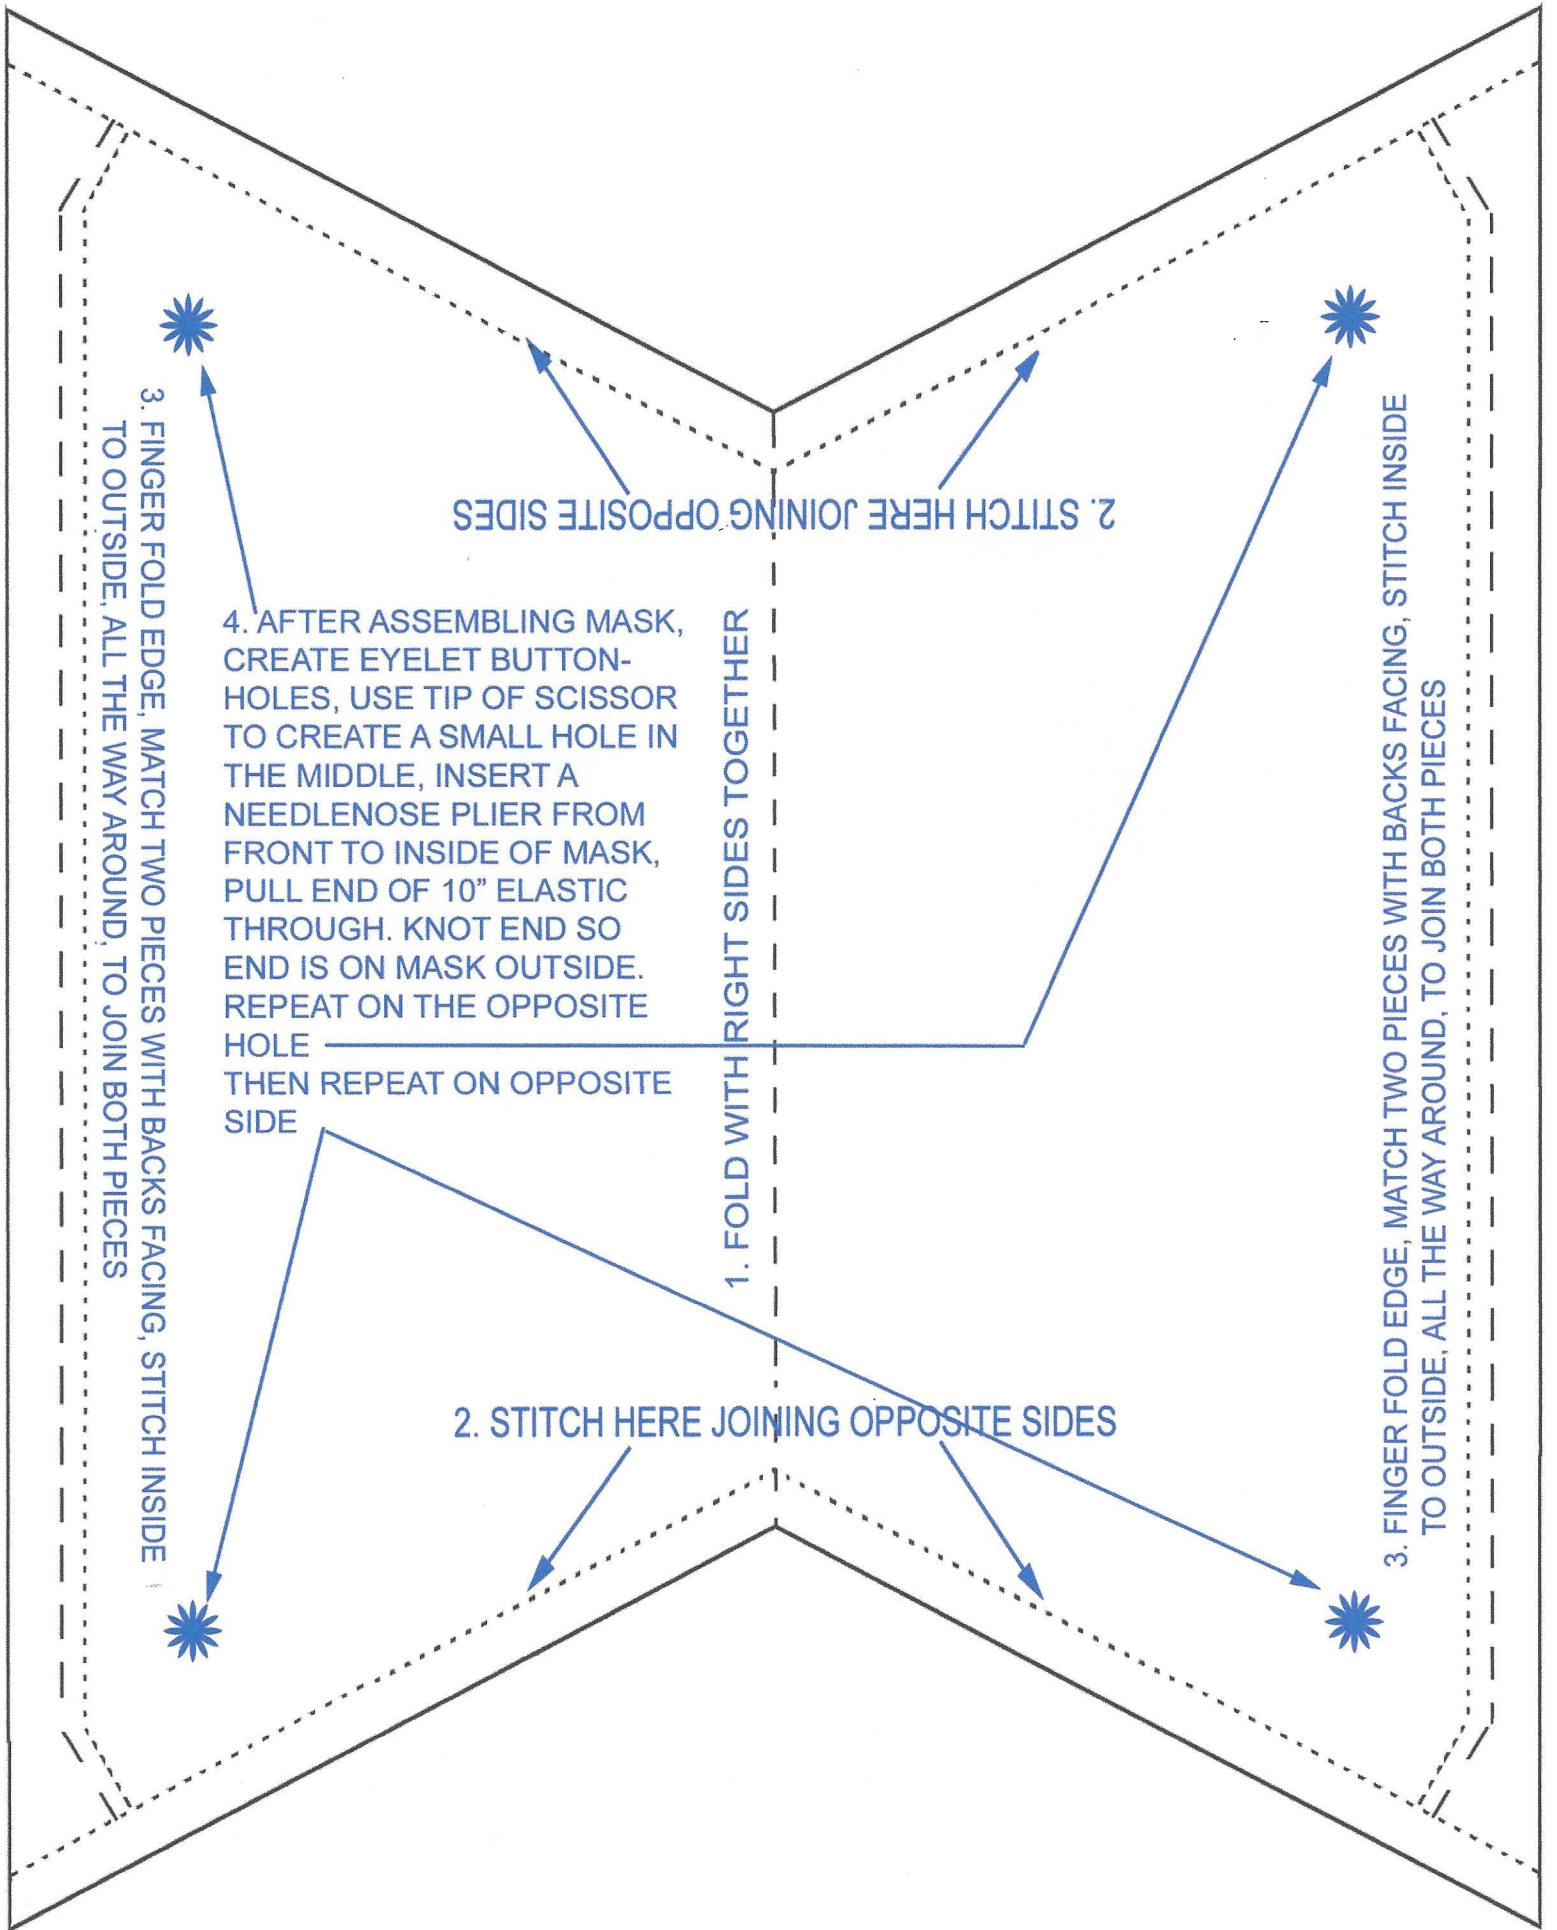 2. STITCH HERE JOINING OPPOSITE SIDES
3. FINGER FOLD EDGE, MATCH TWO PIECES WITH BACKS FACING, STITCH INSIDE
TO OUTSIDE, ALL THE WAY AROUND, TO JOIN BOTH PIECES
4. AFTER ASSEMBLING MASK,
CREATE EYELET BUTTON-
HOLES, USE TIP OF SCISSOR
TO CREATE A SMALL HOLE IN
THE MIDDLE, INSERT A
NEEDLENOSE PLIER FROM
FRONT TO INSIDE OF MASK,
PULL END OF 10” ELASTIC
THROUGH. KNOT END SO
END IS ON MASK OUTSIDE.
REPEAT ON THE OPPOSITE
HOLE
THEN REPEAT ON OPPOSITE
SIDE
1. FOLD WITH RIGHT SIDES TOGETHER
3. FINGER FOLD EDGE, MATCH TWO PIECES WITH BACKS FACING, STITCH INSIDE
TO OUTSIDE, ALL THE WAY AROUND, TO JOIN BOTH PIECES
2. STITCH HERE JOINING OPPOSITE SIDES